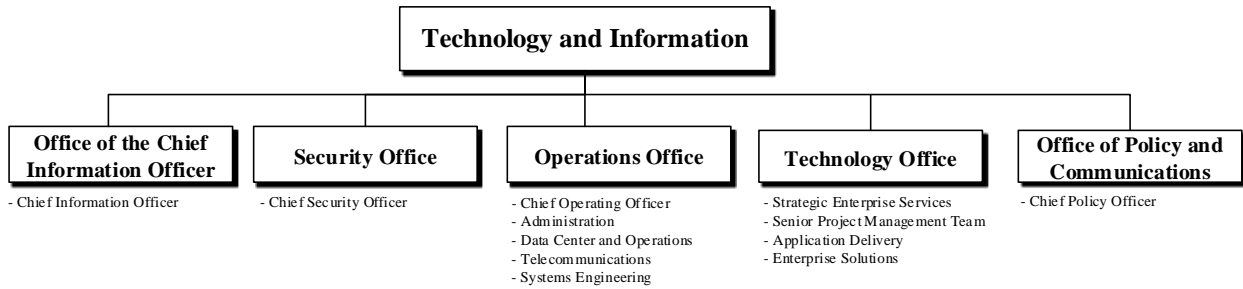 Technology and Information
Office of the Chief
Information Officer
- Chief Information Officer
Security Office
- Chief Security Officer
Operations Office
- Chief Operating Officer
- Administration
- Data Center and Operations
- Telecommunications
- Systems Engineering
Technology Office
- Strategic Enterprise Services
- Senior Project Management Team
- Application Delivery
- Enterprise Solutions
Office of Policy and
Communications
- Chief Policy Officer